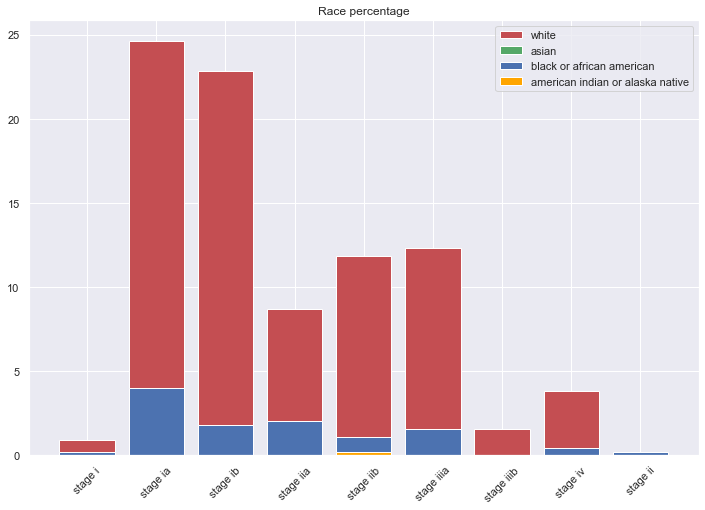 Race percentage
white
asian
black or african american
american indian or alaska native
25
20
15
10
5
0
stage i
stage ia
stage ib
stage iia
stage iib
stage iiia
stage iiib
stage iv
stage ii